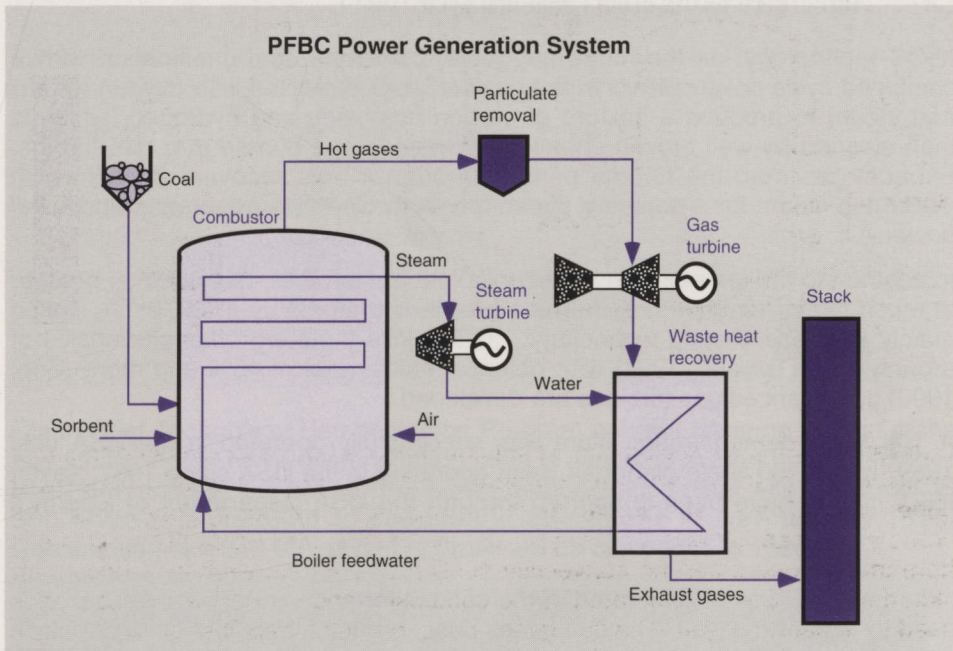 PFBC Power Generation System
Particulate
removal
Hot gases
Coal
Combustor
Gas
turbine
Steam
Steam
turbine
Stack
Waste heat
recovery
Water
Sorbent
Air
Boiler feedwater
Exhaust gases